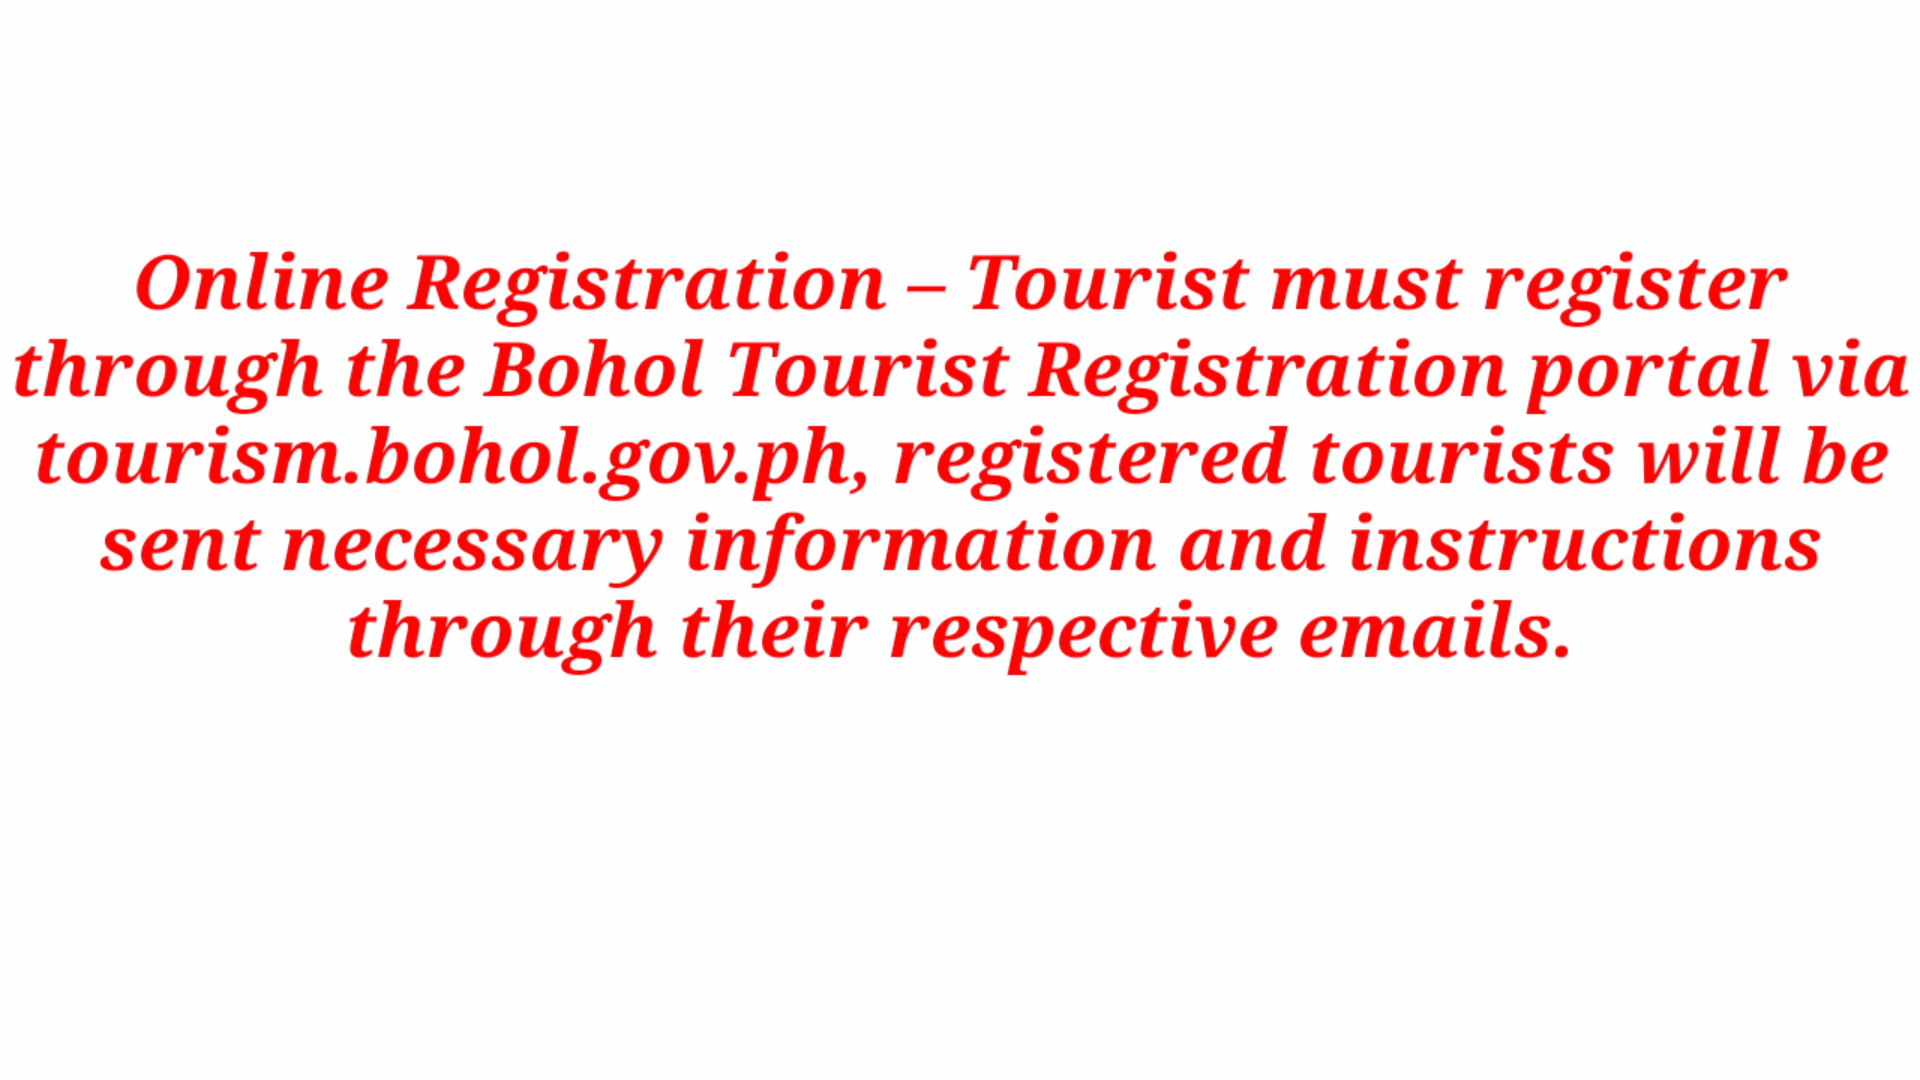 Online Registration – Tourist must register
through the Bohol Tourist Registration portal via
tourism.bohol.gov.ph, registered tourists will be
sent necessary information and instructions
through their respective emails.